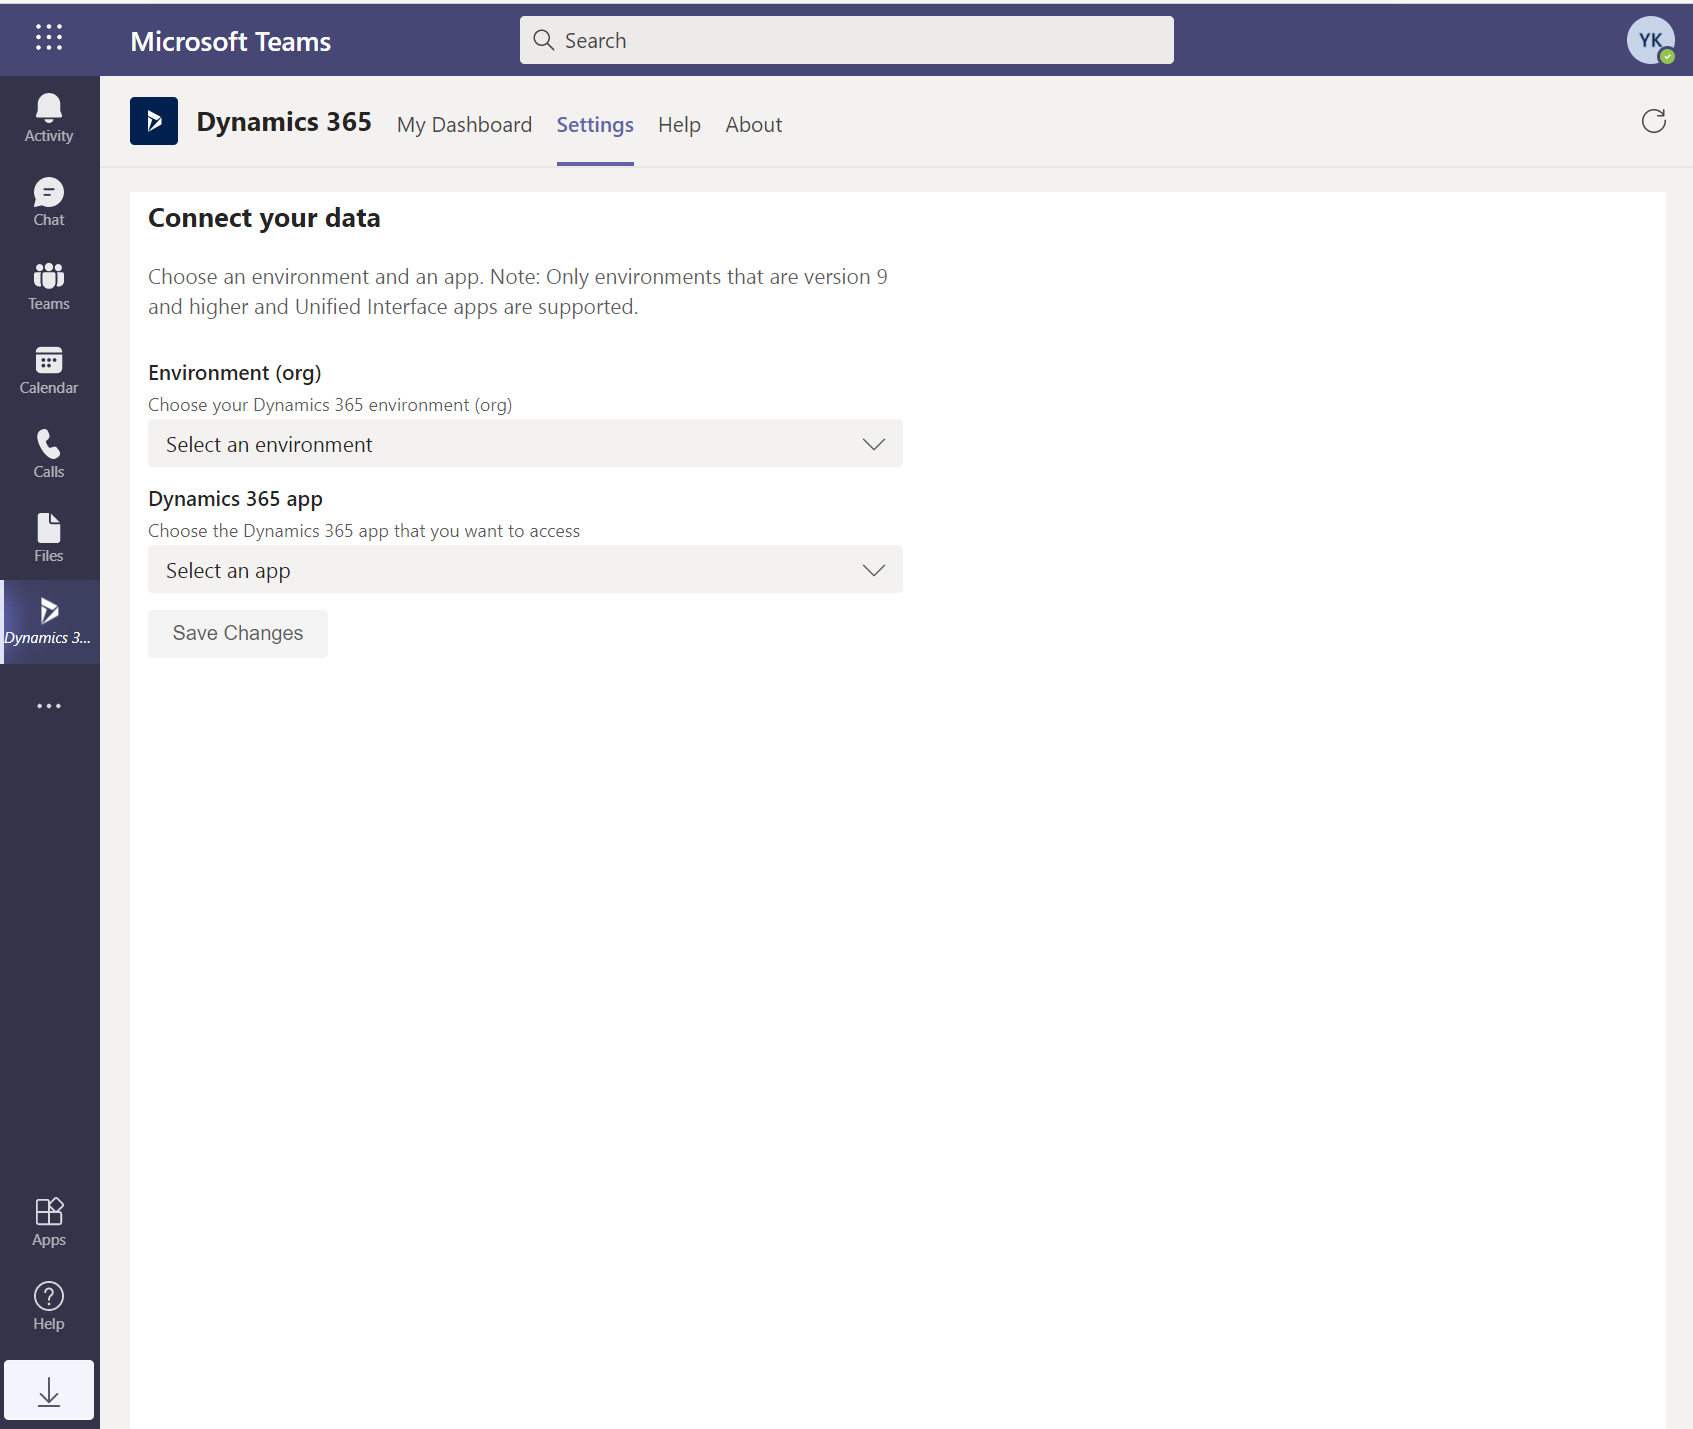 Microsoft Teams
Search
YK
Activity
Chat
Teams
Calendar
Calls
Files
Dynamics 3...
Apps
Help
Dynamics 365
My Dashboard
Settings
Help
About
Connect your data
Choose an environment and an app. Note: Only environments that are version 9
and higher and Unified Interface apps are supported.
Environment (org)
Choose your Dynamics 365 environment (org)
Select an environment
Dynamics 365 app
Choose the Dynamics 365 app that you want to access
Select an app
Save Changes